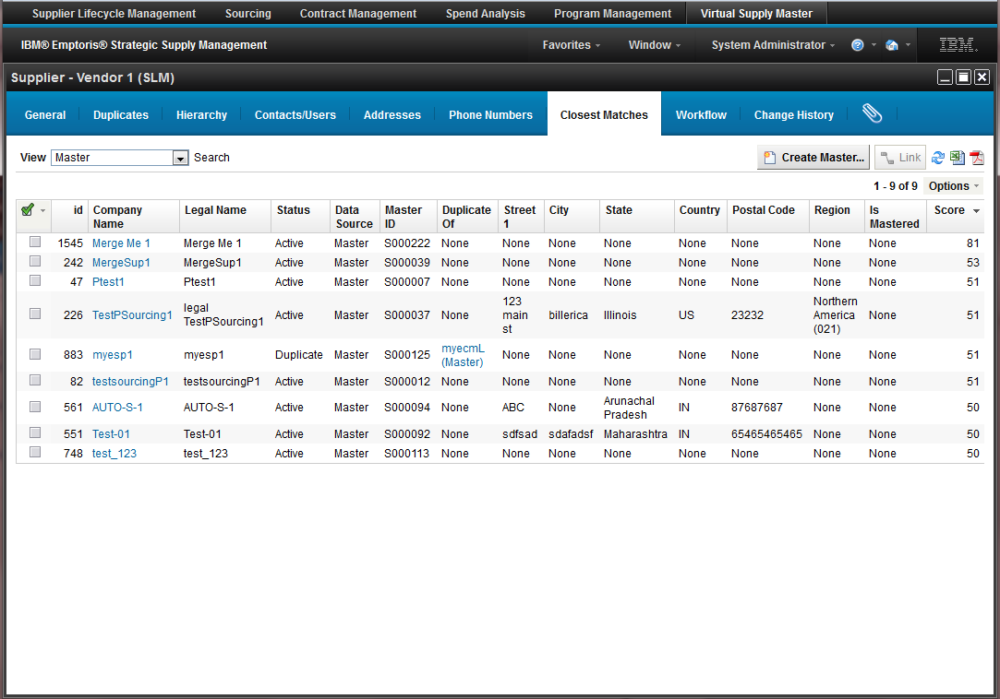 Supplier Lifecycle Management Sourcing Contract Management Spend Analysis Program Management Virtual Supply Master
IBM® Emptoris® Strategic Supply Management Favorites Window System Administrator ? IBM.
Supplier - Vendor 1 (SLM)
General Duplicates Hierarchy Contacts/Users Addresses Phone Numbers Closest Matches Workflow Change History
View Master Search Create Master... Link
1 - 9 of 9 Options
id Company Name Legal Name Status Data Source Master ID Duplicate Of Street 1 City State Country Postal Code Region Is Mastered Score
1545 Merge Me 1 Merge Me 1 Active Master S000222 None None None None None None None None 81
242 MergeSup1 MergeSup1 Active Master S000039 None None None None None None None None 53
47 Ptest1 Ptest1 Active Master S000007 None None None None None None None None 51
226 TestPSourcing1 legal TestPSourcing1 Active Master S000037 None 123 main st billerica Illinois US 23232 Northern America (021) None 51
883 myesp1 myesp1 Duplicate Master S000125 myecmL (Master) None None None None None None None 51
82 testsourcingP1 testsourcingP1 Active Master S000012 None None None None None None None None 51
561 AUTO-S-1 AUTO-S-1 Active Master S000094 None ABC None Arunachal Pradesh IN 87687687 None None 50
551 Test-01 Test-01 Active Master S000092 None sdfsad sdafadsf Maharashtra IN 65465465465 None None 50
748 test_123 test_123 Active Master S000113 None None None None None None None None 50